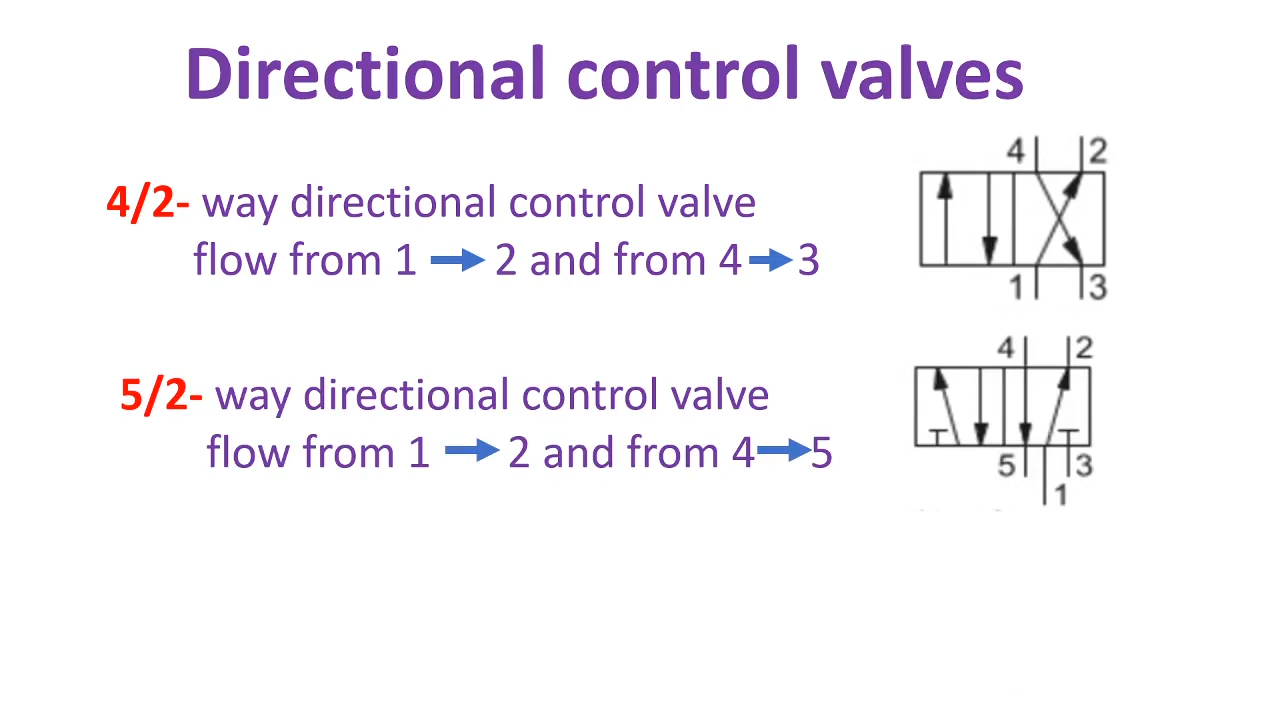 Directional control valves
4 2
4/2- way directional control valve
flow from 1 2 and from 4 3
1 3
4 2
5/2- way directional control valve
flow from 1 2 and from 4 5
5 3
1